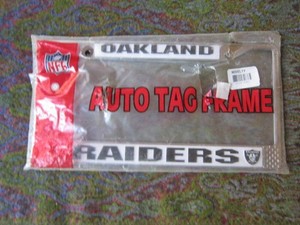 OAKLAND
NFL
AUTO TAG FRAME
RAIDERS